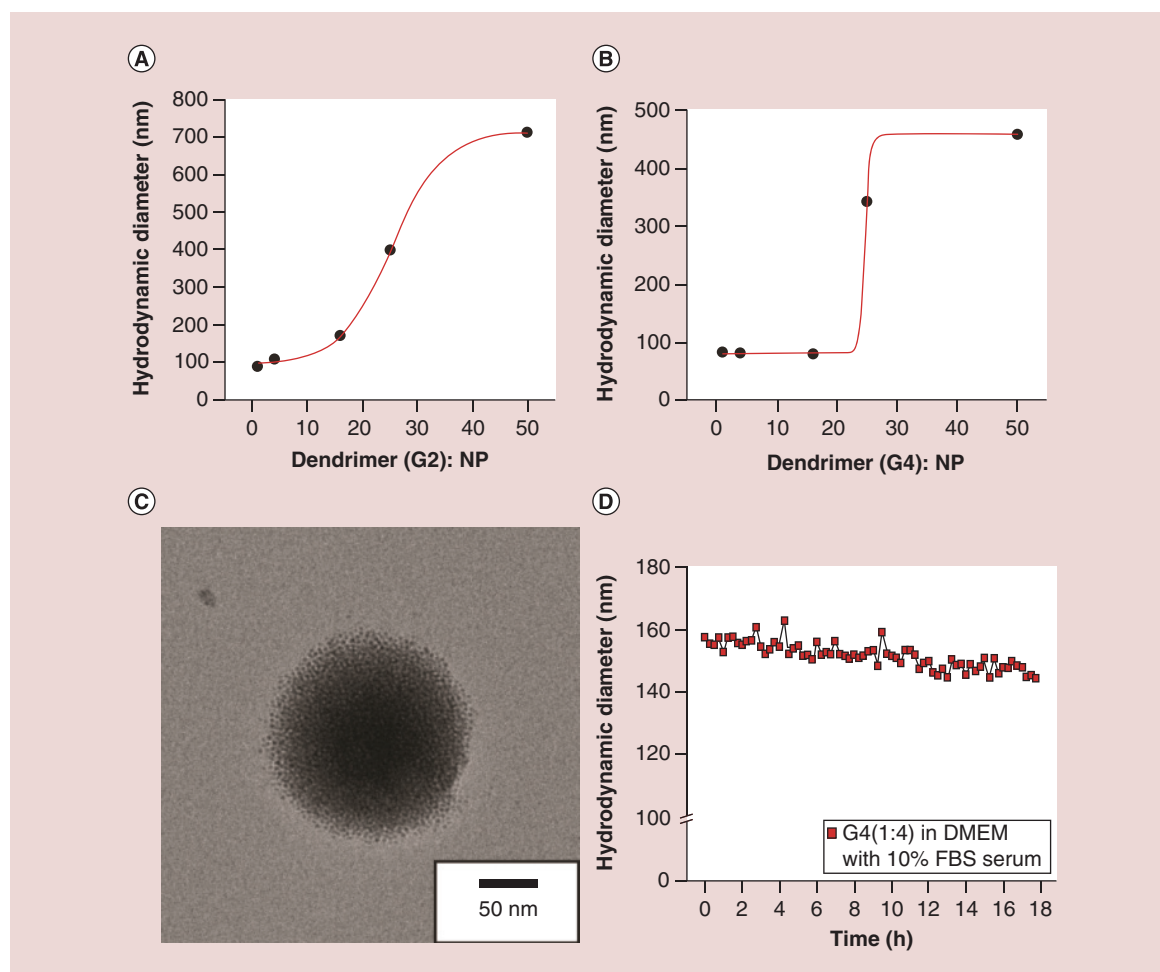 A
Hydrodynamic diameter (nm)
800
700
600
500
400
300
200
100
0
0 10 20 30 40 50
Dendrimer (G2): NP
B
Hydrodynamic diameter (nm)
500
400
300
200
100
0
0 10 20 30 40 50
Dendrimer (G4): NP
C
50 nm
D
Hydrodynamic diameter (nm)
180
160
140
120
100
0
G4(1:4) in DMEM
with 10% FBS serum
0 2 4 6 8 10 12 14 16 18
Time (h)